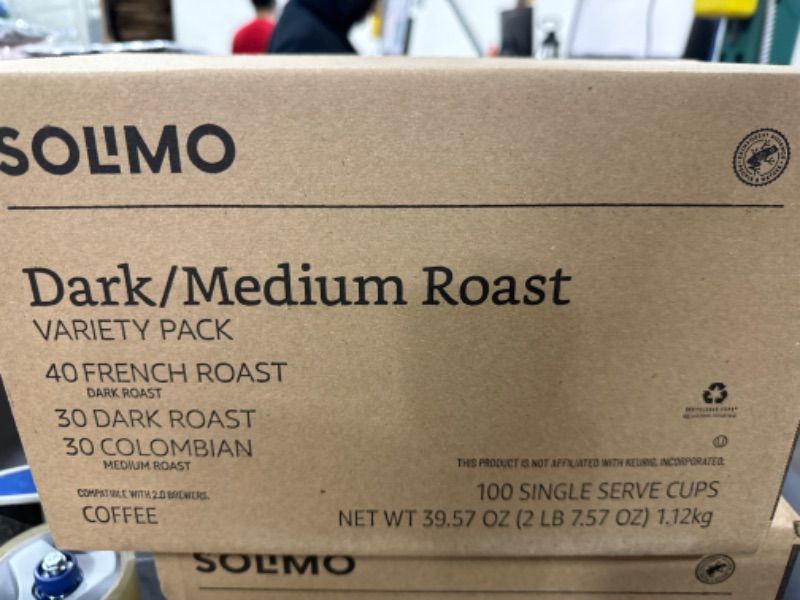 SOLIMO
Dark/Medium Roast
VARIETY PACK
40 FRENCH ROAST
DARK ROAST
30 DARK ROAST
30 COLOMBIAN
MEDIUM ROAST
COMPATIBLE WITH 2.0 BREWERS.
COFFEE
RECYCLABLE CUPS*
THIS PRODUCT IS NOT AFFILIATED WITH KEURIG, INCORPORATED.
100 SINGLE SERVE CUPS
NET WT 39.57 OZ (2 LB 7.57 OZ) 1.12kg
SOLIMO